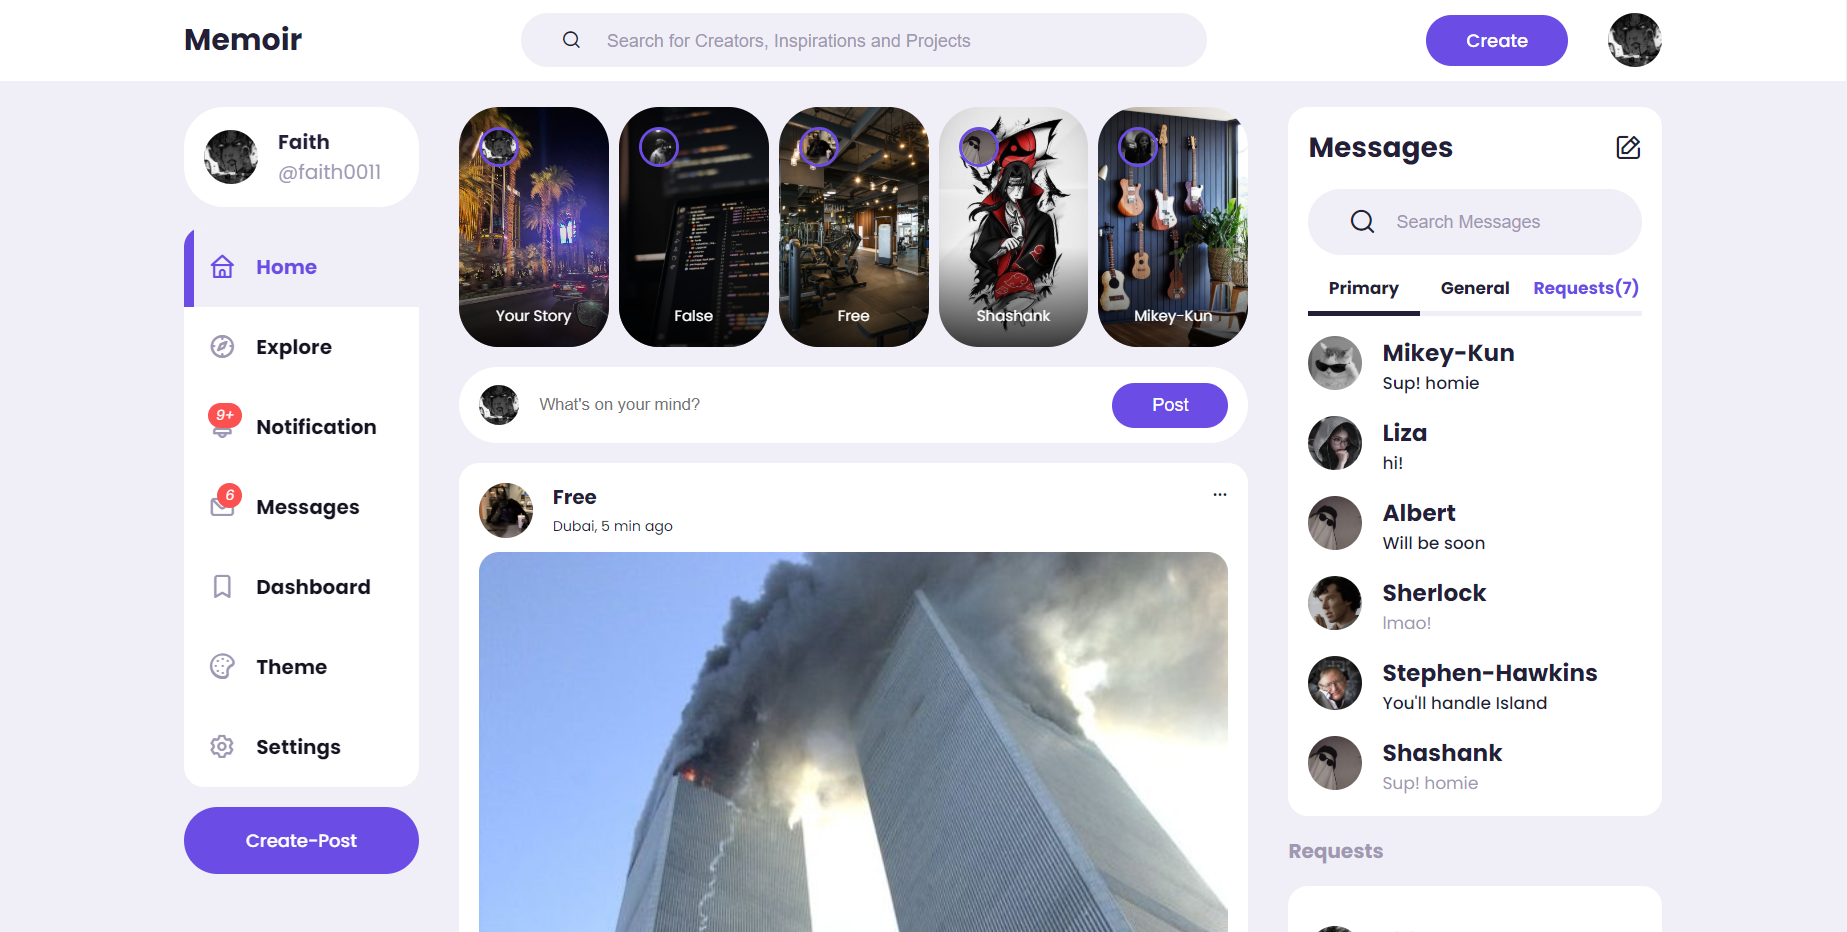 Memoir
Search for Creators, Inspirations and Projects
Create
Faith
@faith0011
Home
Explore
9+
Notification
6
Messages
Dashboard
Theme
Settings
Create-Post
Your Story
False
Free
Shashank
Mikey-Kun
What's on your mind?
Post
Free
Dubai, 5 min ago
Messages
Search Messages
Primary General Requests(7)
Mikey-Kun
Sup! homie
Liza
hi!
Albert
Will be soon
Sherlock
lmao!
Stephen-Hawkins
You'll handle Island
Shashank
Sup! homie
Requests